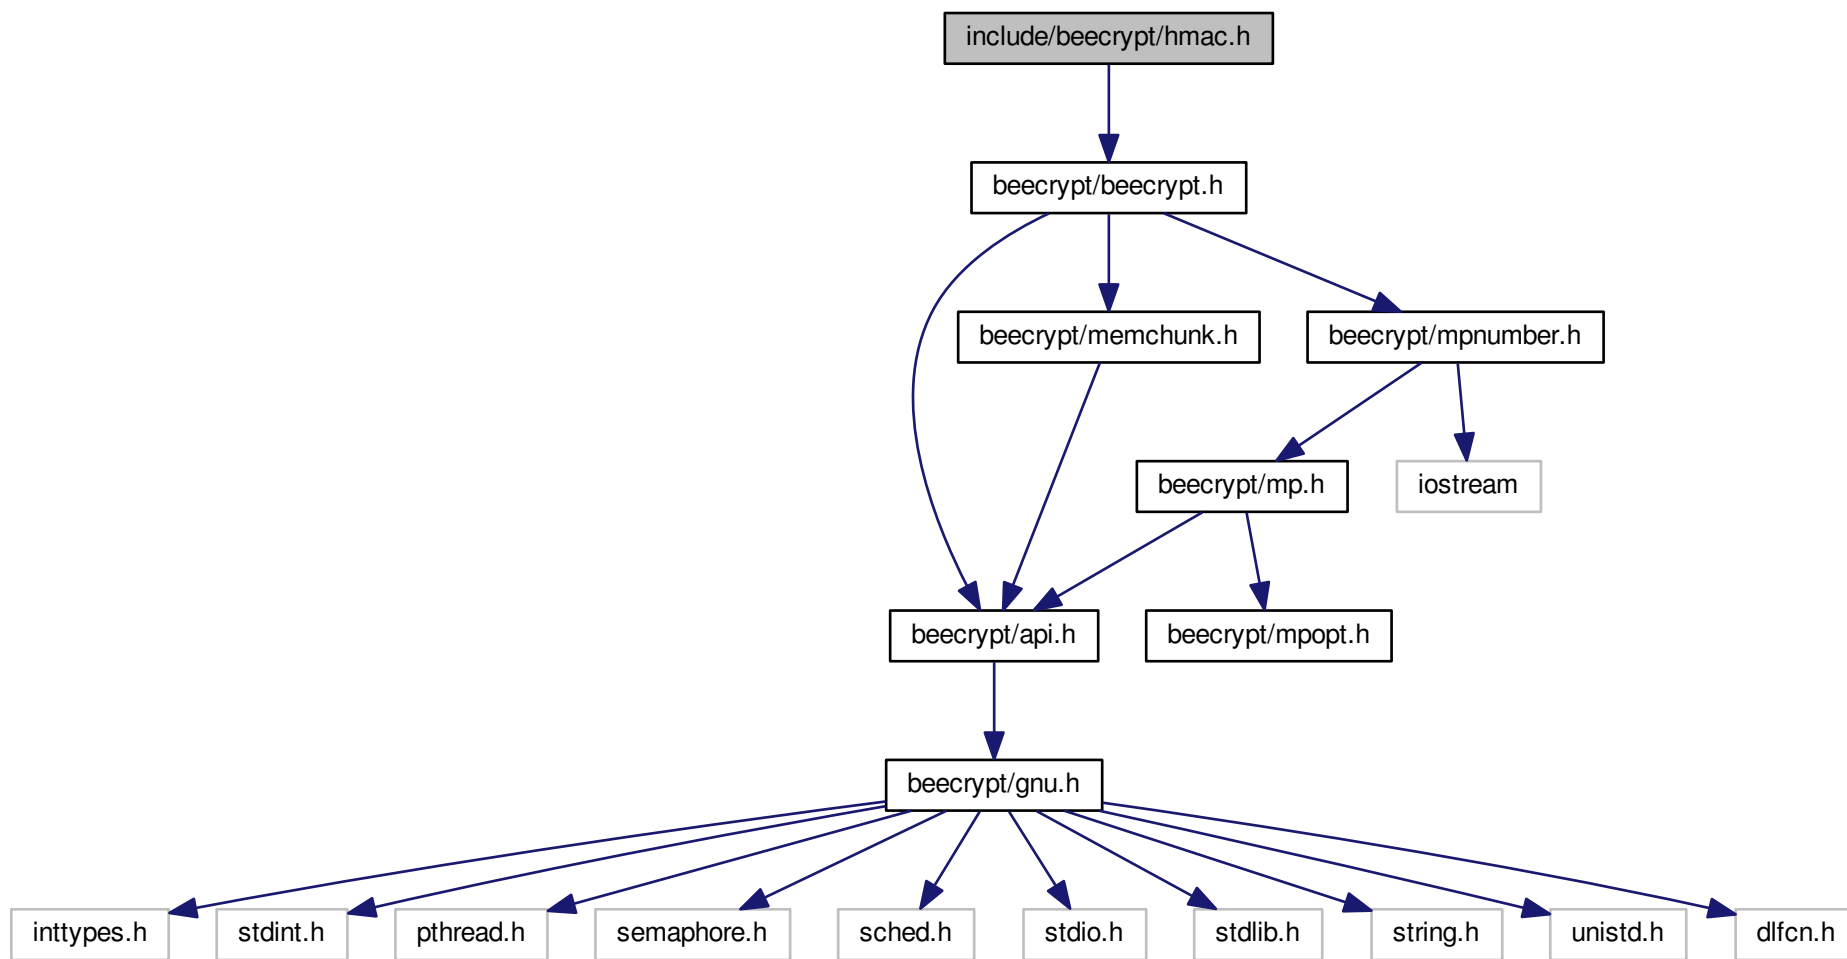 include/beecrypt/hmac.h
beecrypt/beecrypt.h
beecrypt/memchunk.h
beecrypt/mpnumber.h
beecrypt/mp.h
iostream
beecrypt/api.h
beecrypt/mpopt.h
beecrypt/gnu.h
inttypes.h
stdint.h
pthread.h
semaphore.h
sched.h
stdio.h
stdlib.h
string.h
unistd.h
dlfcn.h